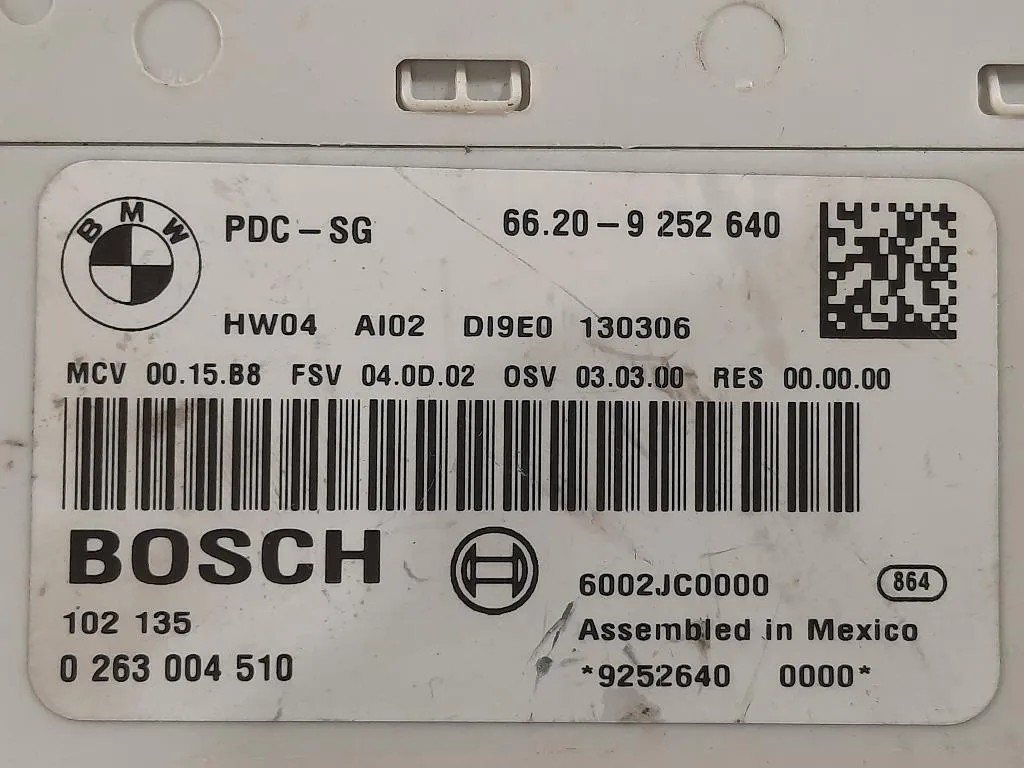 BMW
PDC-SG 66.20-9 252 640
HW04 AI02 DI9E0 130306
MCV 00.15.B8 FSV 04.0D.02 OSV 03.03.00 RES 00.00.00
BOSCH
6002JC0000 864
102 135 Assembled in Mexico
0 263 004 510 *9252640 0000*